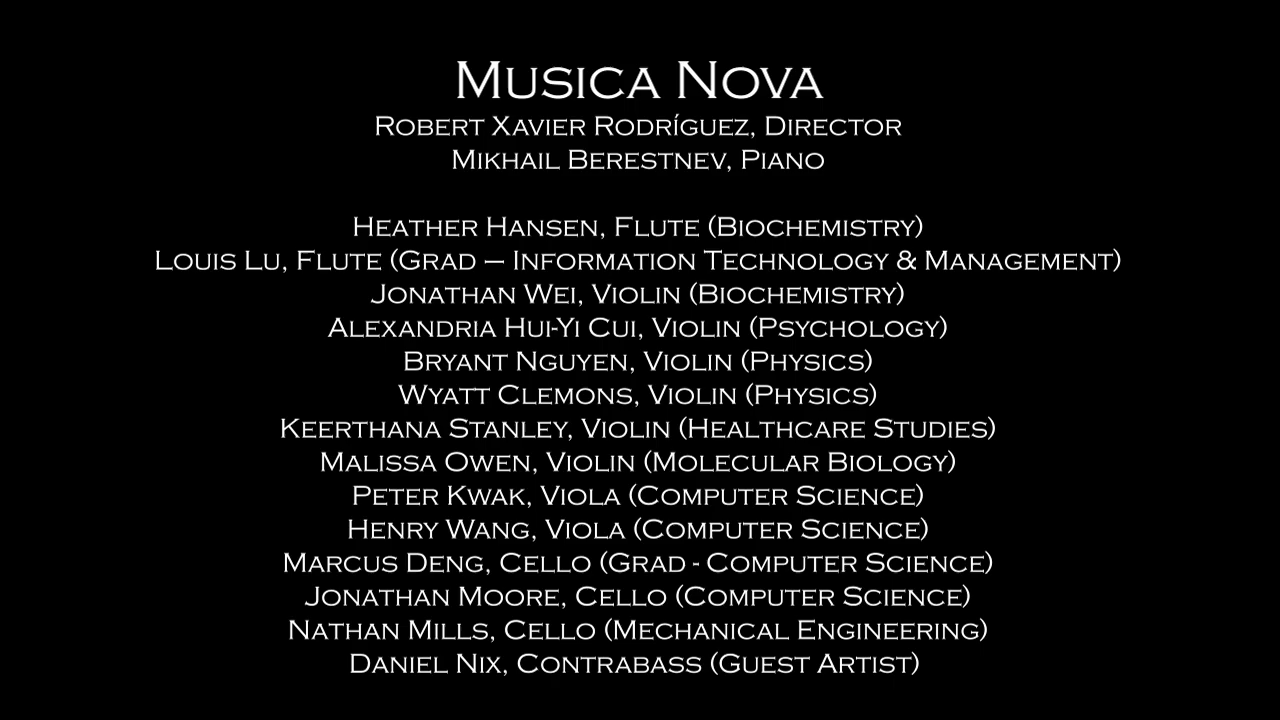 Musica Nova
Robert Xavier Rodríguez, Director
Mikhail Berestnev, Piano
Heather Hansen, Flute (Biochemistry)
Louis Lu, Flute (Grad – Information Technology & Management)
Jonathan Wei, Violin (Biochemistry)
Alexandria Hui-Yi Cui, Violin (Psychology)
Bryant Nguyen, Violin (Physics)
Wyatt Clemons, Violin (Physics)
Keerthana Stanley, Violin (Healthcare Studies)
Malissa Owen, Violin (Molecular Biology)
Peter Kwak, Viola (Computer Science)
Henry Wang, Viola (Computer Science)
Marcus Deng, Cello (Grad - Computer Science)
Jonathan Moore, Cello (Computer Science)
Nathan Mills, Cello (Mechanical Engineering)
Daniel Nix, Contrabass (Guest Artist)